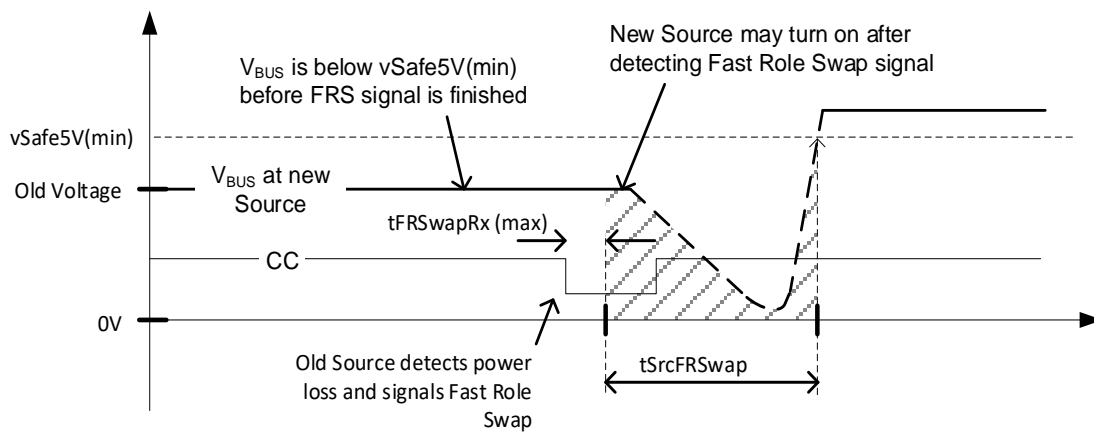 New Source may turn on after
detecting Fast Role Swap signal
VBUS is below vSafe5V(min)
before FRS signal is finished
vSafe5V(min)
Old Voltage
VBUS at new
Source
tFRSwapRx (max)
CC
0V
Old Source detects power
loss and signals Fast Role
Swap
tSrcFRSwap